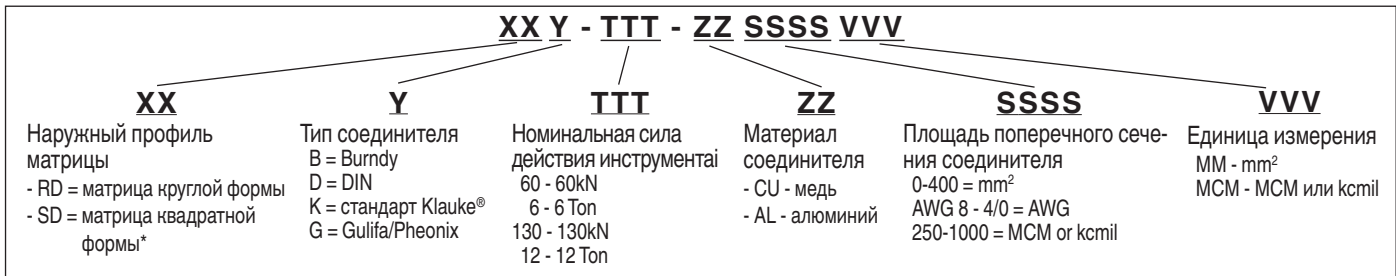 XX Y - TTT - ZZ SSSS VVV
XX
Наружный профиль
матрицы
- RD = матрица круглой формы
- SD = матрица квадратной
формы*
Y
Тип соединителя
B = Burndy
D = DIN
K = стандарт Klauke®
G = Gulifa/Pheonix
TTT
Номинальная сила
действия инструментаi
60 - 60kN
6 - 6 Ton
130 - 130kN
12 - 12 Ton
ZZ
Материал
соединителя
- CU - медь
- AL - алюминий
SSSS
Площадь поперечного сече-
ния соединителя
0-400 = mm²
AWG 8 - 4/0 = AWG
250-1000 = MCM or kcmil
VVV
Единица измерения
MM - mm²
MCM - MCM или kcmil